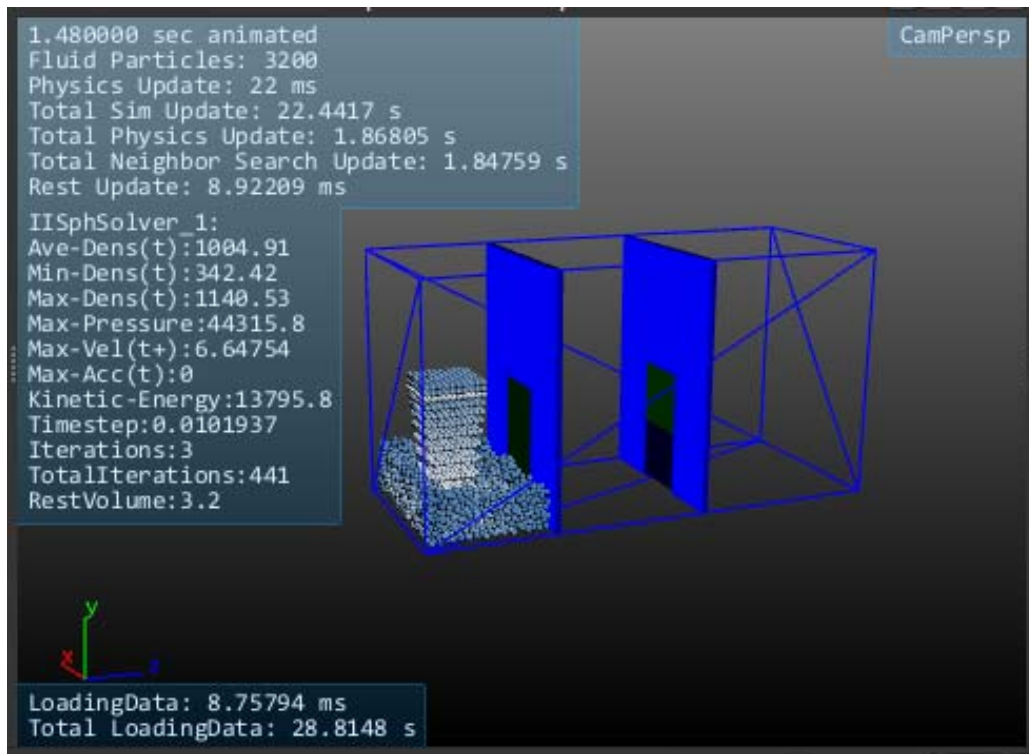 1.480000 sec animated
CamPersp
Fluid Particles: 3200
Physics Update: 22 ms
Total Sim Update: 22.4417 s
Total Physics Update: 1.86805 s
Total Neighbor Search Update: 1.84759 s
Rest Update: 8.92209 ms
IISphSolver_1:
Ave-Dens(t):1004.91
Min-Dens(t):342.42
Max-Dens(t):1140.53
Max-Pressure:44315.8
Max-Vel(t+):6.64754
Max-Acc(t):0
Kinetic-Energy:13795.8
Timestep:0.0101937
Iterations:3
TotalIterations:441
RestVolume:3.2
y
x
z
LoadingData: 8.75794 ms
Total LoadingData: 28.8148 s